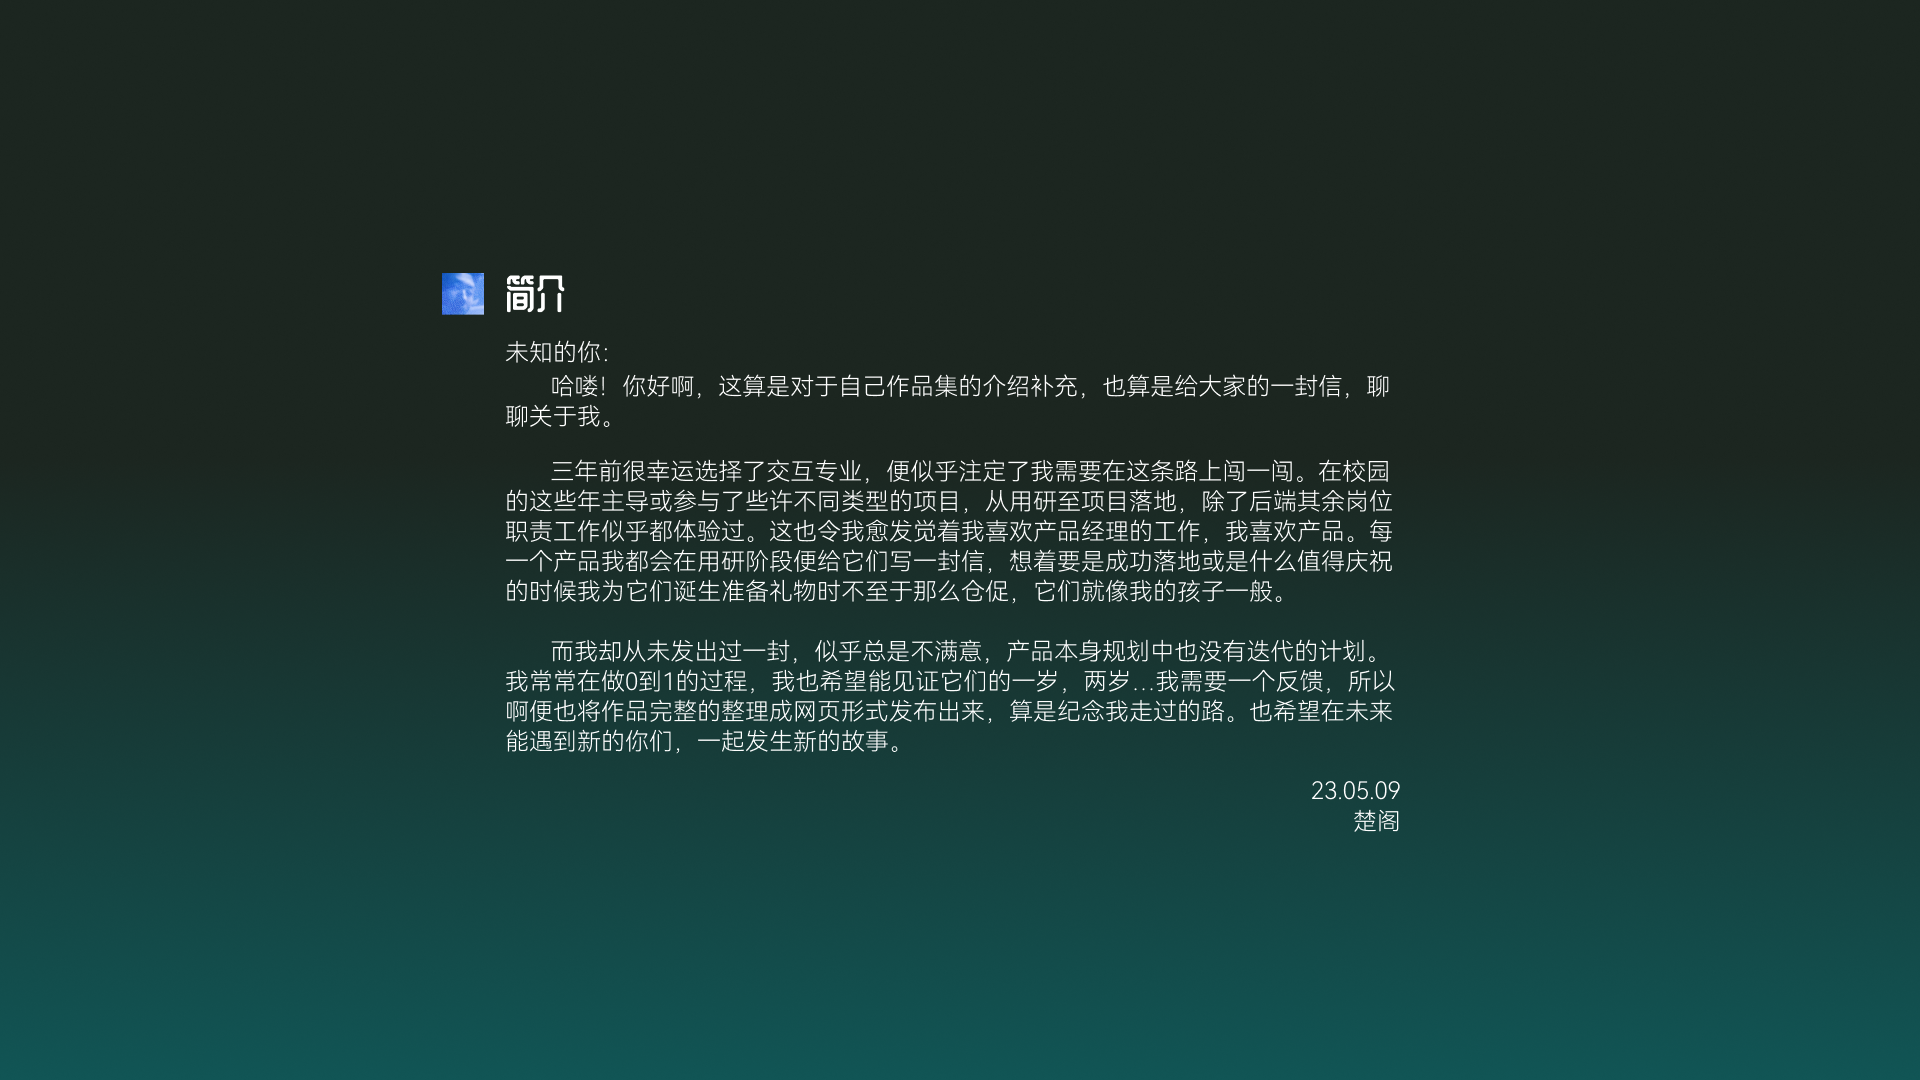 简介
未知的你：
哈喽！你好啊，这算是对于自己作品集的介绍补充，也算是给大家的一封信，聊
聊关于我。
三年前很幸运选择了交互专业，便似乎注定了我需要在这条路上闯一闯。在校园
的这些年主导或参与了些许不同类型的项目，从用研至项目落地，除了后端其余岗位
职责工作似乎都体验过。这也令我愈发觉着我喜欢产品经理的工作，我喜欢产品。每
一个产品我都会在用研阶段便给它们写一封信，想着要是成功落地或是什么值得庆祝
的时候我为它们诞生准备礼物时不至于那么仓促，它们就像我的孩子一般。
而我却从未发出过一封，似乎总是不满意，产品本身规划中也没有迭代的计划。
我常常在做0到1的过程，我也希望能见证它们的一岁，两岁...我需要一个反馈，所以
啊便也将作品完整的整理成网页形式发布出来，算是纪念我走过的路。也希望在未来
能遇到新的你们，一起发生新的故事。
23.05.09
楚阁